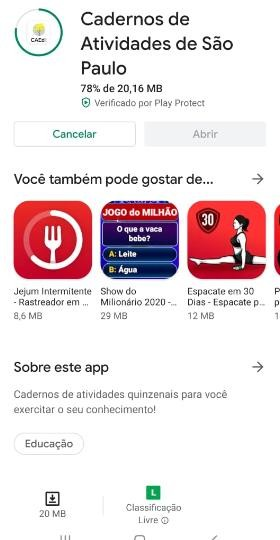 CAEd
Cadernos de
Atividades de São
Paulo
78% de 20,16 MB
Verificado por Play Protect
Cancelar
Abrir
Você também pode gostar de...
JOGO do MILHÃO
O que a vaca
bebe?
A: Leite
B: Água
30
Jejum Intermitente
- Rastreador em ...
8,6 MB
Show do
Milionário 2020 -...
29 MB
Espacate em 30
Dias - Espacate p...
12 MB
Sobre este app
Cadernos de atividades quinzenais para você
exercitar o seu conhecimento!
Educação
20 MB
L
Classificação
Livre